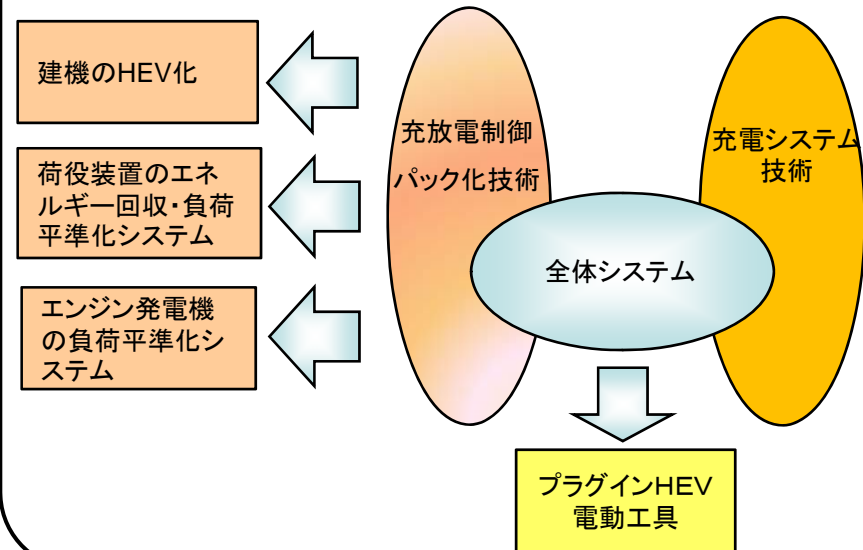 建機のHEV化
荷役装置のエネ
ルギー回収・負荷
平準化システム
エンジン発電機
の負荷平準化シ
ステム
充放電制御
パック化技術
充電システム
技術
全体システム
プラグインHEV
電動工具